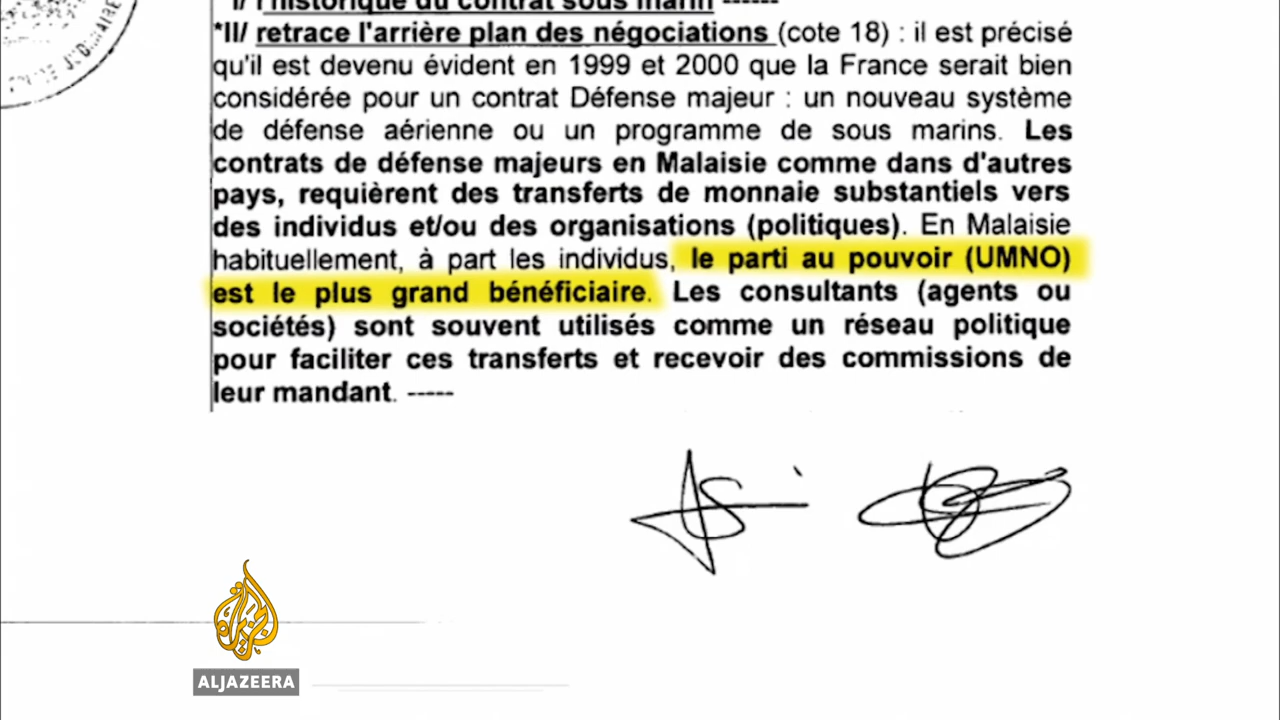 I/ l'historique du contrat sous marin ------
*II/ retrace l'arrière plan des négociations (cote 18) : il est précisé
qu'il est devenu évident en 1999 et 2000 que la France serait bien
considérée pour un contrat Défense majeur : un nouveau système
de défense aérienne ou un programme de sous marins. Les
contrats de défense majeurs en Malaisie comme dans d'autres
pays, requièrent des transferts de monnaie substantiels vers
des individus et/ou des organisations (politiques). En Malaisie
habituellement, à part les individus, le parti au pouvoir (UMNO)
est le plus grand bénéficiaire. Les consultants (agents ou
sociétés) sont souvent utilisés comme un réseau politique
pour faciliter ces transferts et recevoir des commissions de
leur mandant. -----
ALJAZEERA